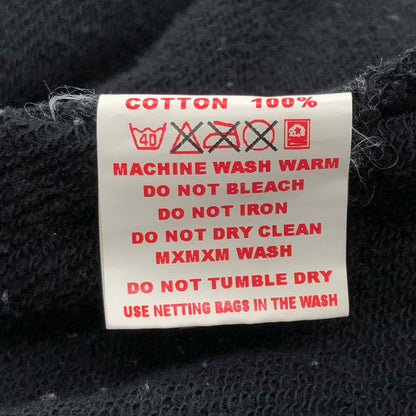 COTTON 100%
40
MACHINE WASH WARM
DO NOT BLEACH
DO NOT IRON
DO NOT DRY CLEAN
MXMXM WASH
DO NOT TUMBLE DRY
USE NETTING BAGS IN THE WASH